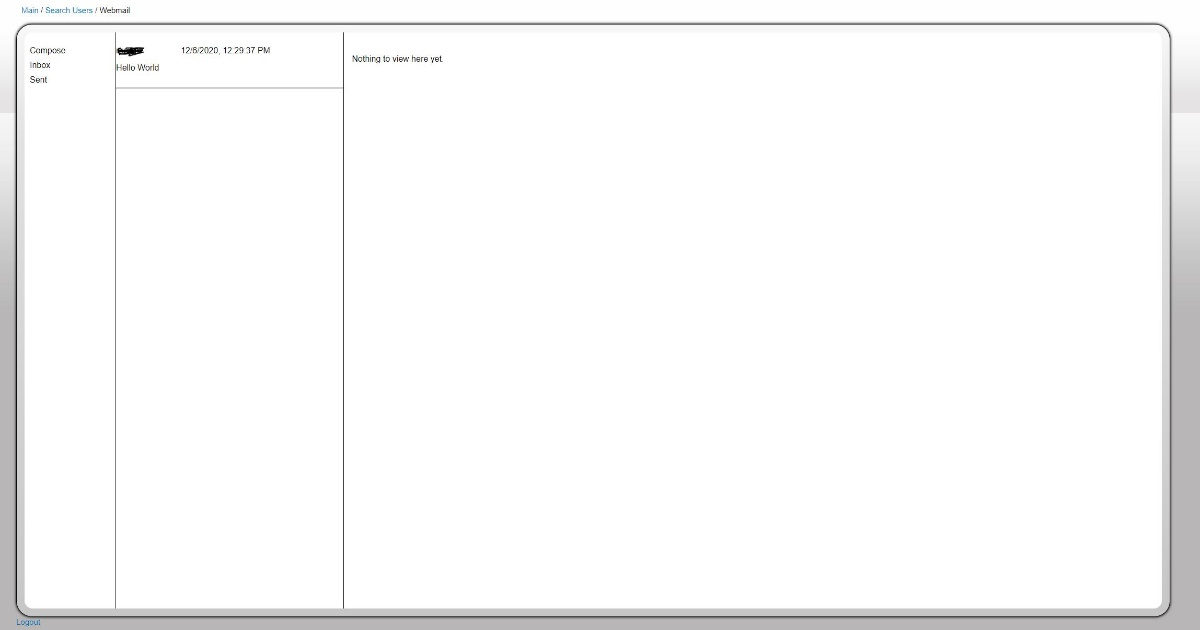 Main / Search Users / Webmail
Compose
Inbox
Sent
12/6/2020, 12:29:37 PM
Hello World
Nothing to view here yet.
Logout